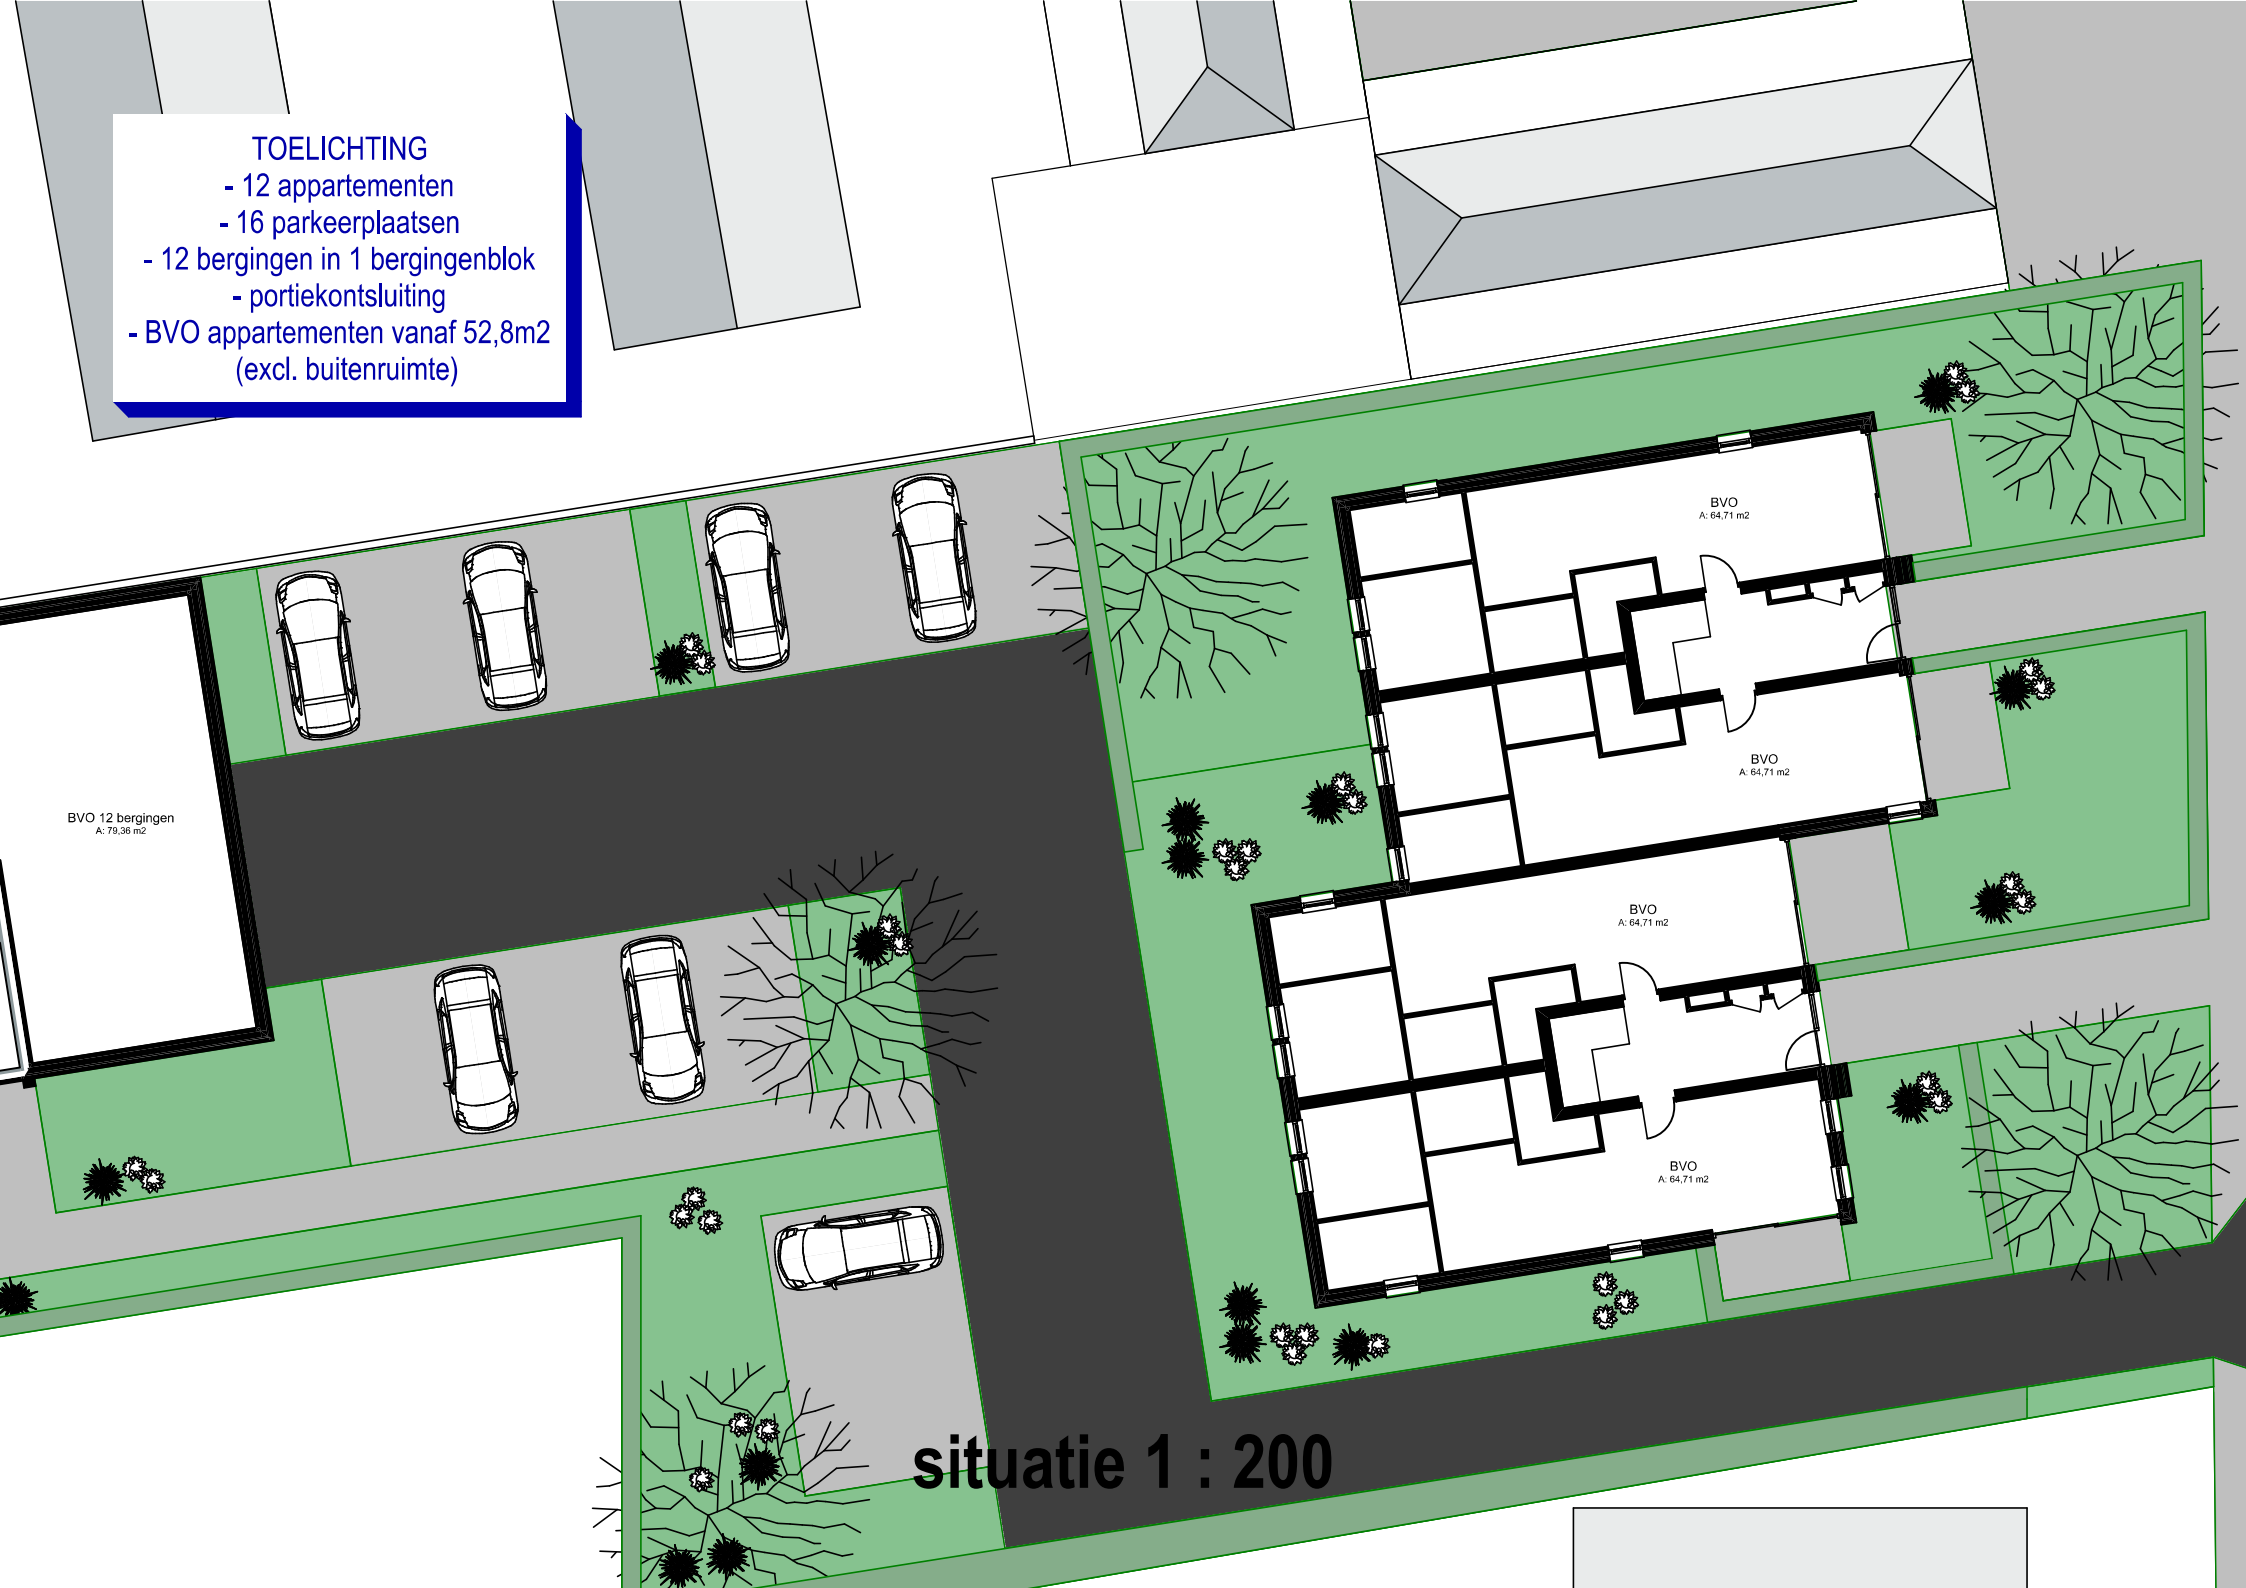 TOELICHTING
- 12 appartementen
- 16 parkeerplaatsen
- 12 bergingen in 1 bergingenblok
- portiekontsluiting
- BVO appartementen vanaf 52,8m2
(excl. buitenruimte)
BVO
A: 64,71 m2
BVO
A: 64,71 m2
BVO 12 bergingen
A: 79,36 m2
BVO
A: 64,71 m2
BVO
A: 64,71 m2
situatie 1 : 200